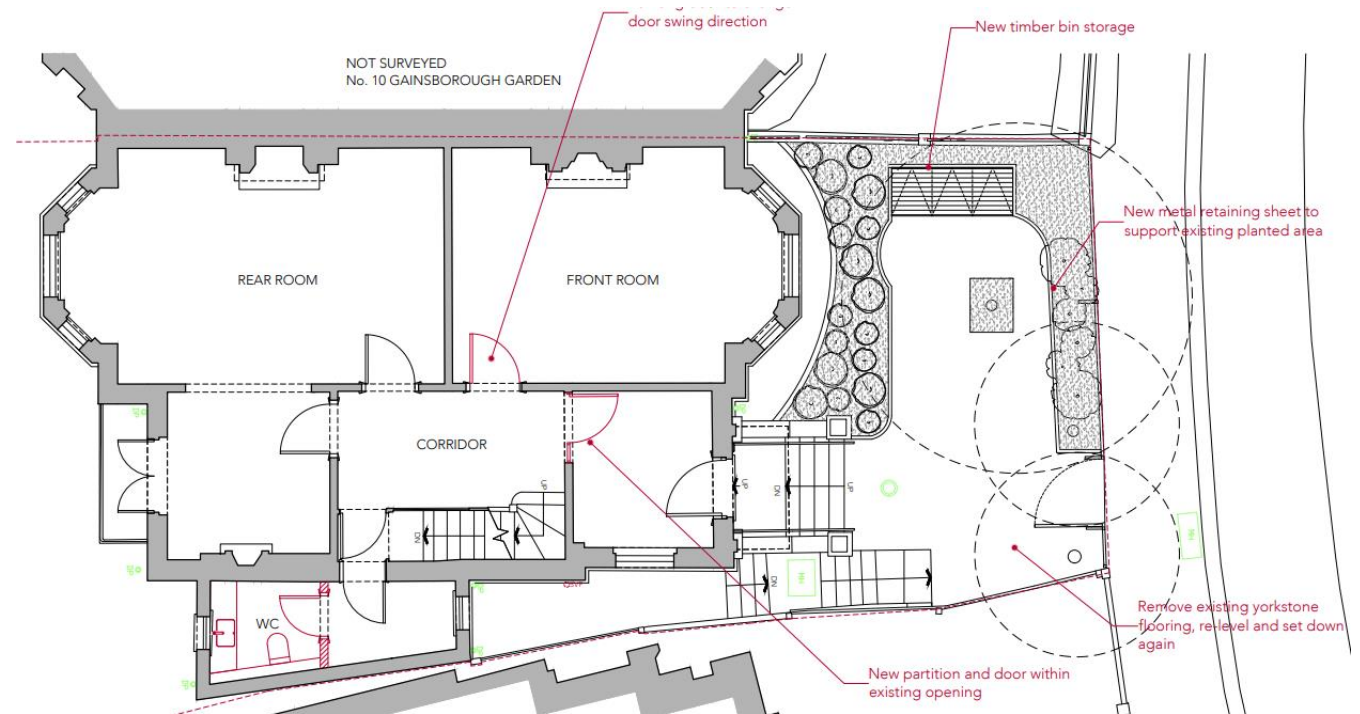 door swing direction
New timber bin storage
NOT SURVEYED
No. 10 GAINSBOROUGH GARDEN
New metal retaining sheet to
support existing planted area
REAR ROOM
FRONT ROOM
CORRIDOR
UP
DN
UP
DN
UP
DN
MH
MH
WC
Remove existing yorkstone
flooring, re-level and set down
again
New partition and door within
existing opening